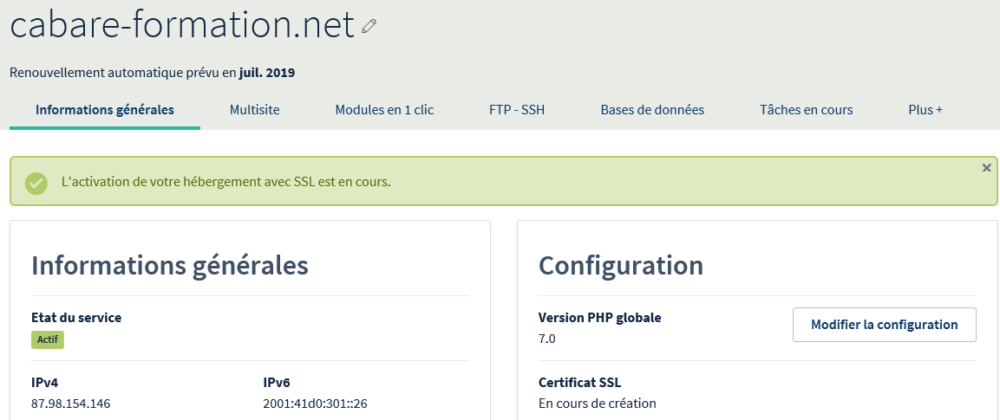 cabare-formation.net
Renouvellement automatique prévu en juil. 2019
Informations générales
Multisite
Modules en 1 clic
FTP - SSH
Bases de données
Tâches en cours
Plus +
L'activation de votre hébergement avec SSL est en cours.
Informations générales
Etat du service
Actif
IPv4
87.98.154.146
IPv6
2001:41d0:301::26
Configuration
Version PHP globale
7.0
Modifier la configuration
Certificat SSL
En cours de création